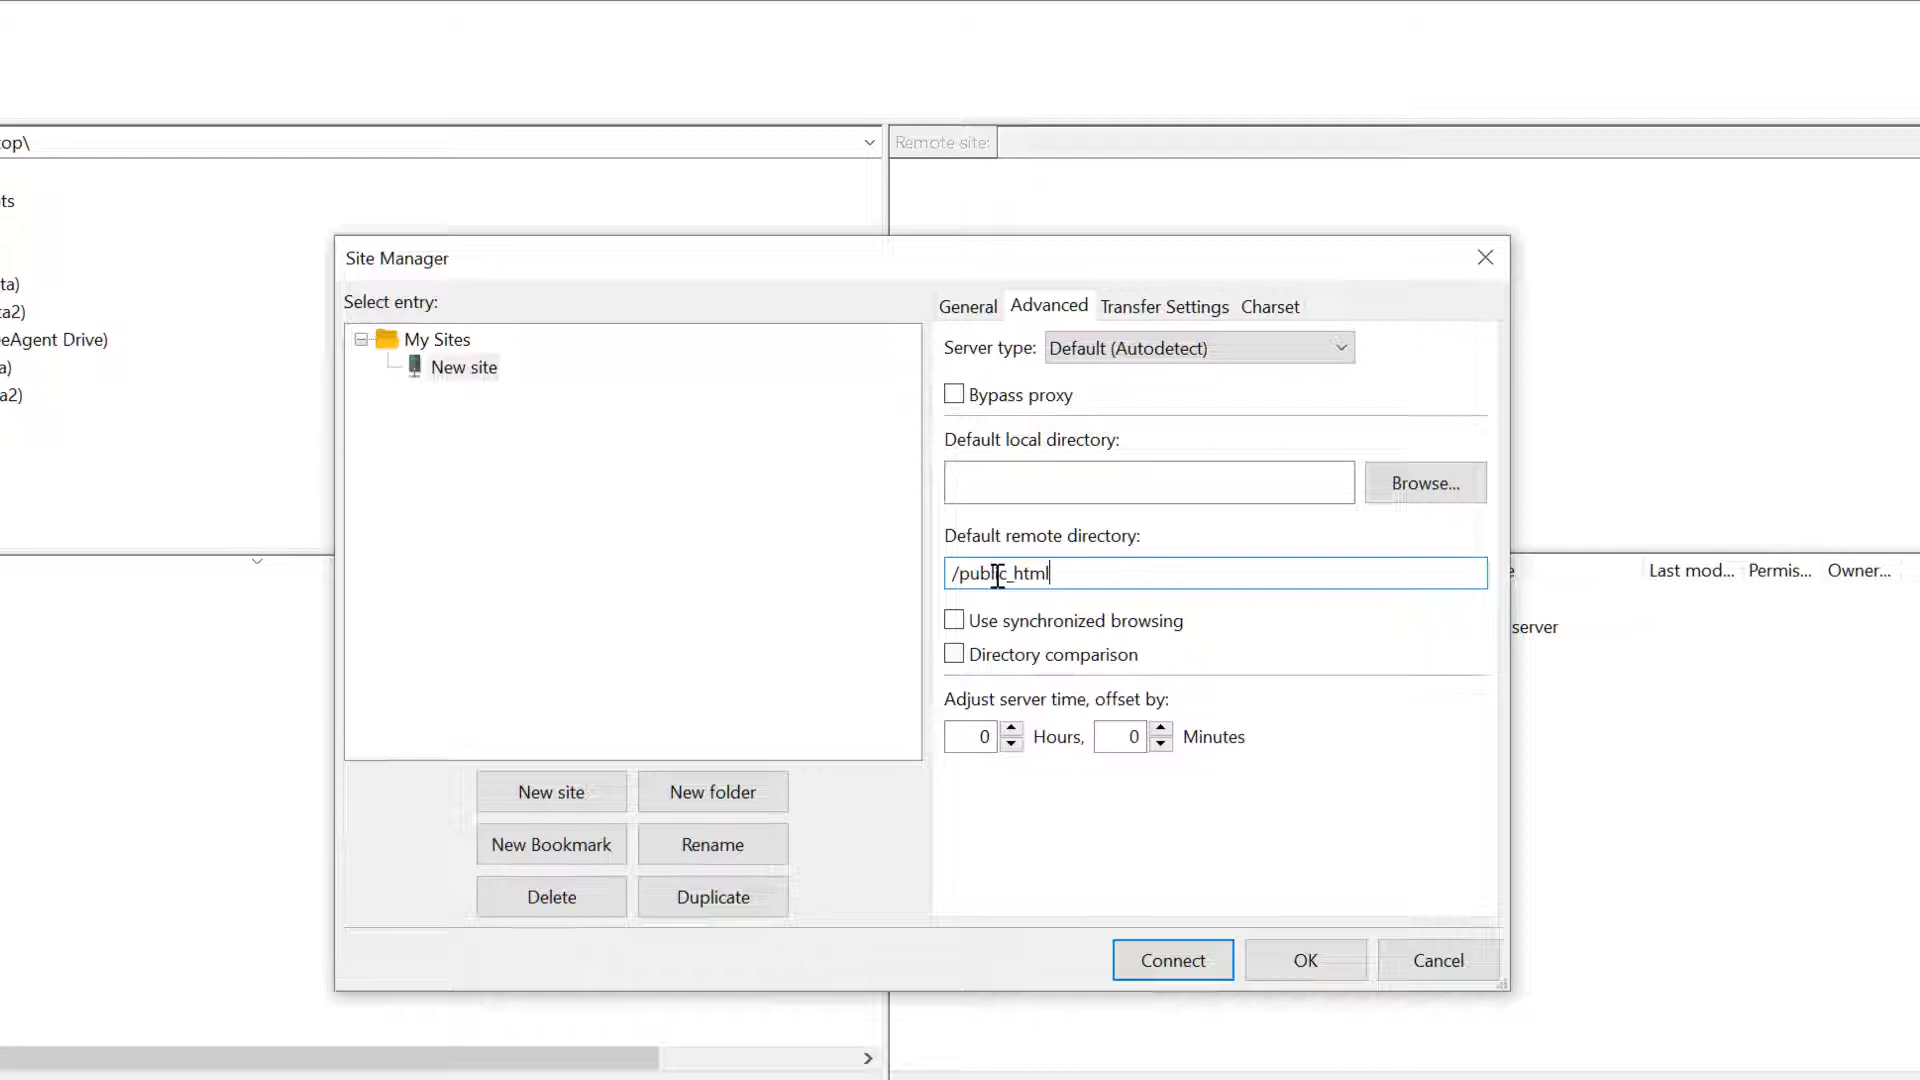 op\
Remote site:
ts
ta)
a2)
eAgent Drive)
a)
a2)
Site Manager
Select entry:
My Sites
New site
General Advanced Transfer Settings Charset
Server type: Default (Autodetect)
Bypass proxy
Default local directory:
Browse...
Default remote directory:
/public_html
Use synchronized browsing
Directory comparison
Adjust server time, offset by:
0 Hours, 0 Minutes
New site New folder
New Bookmark Rename
Delete Duplicate
Connect OK Cancel
e Last mod... Permis... Owner...
server